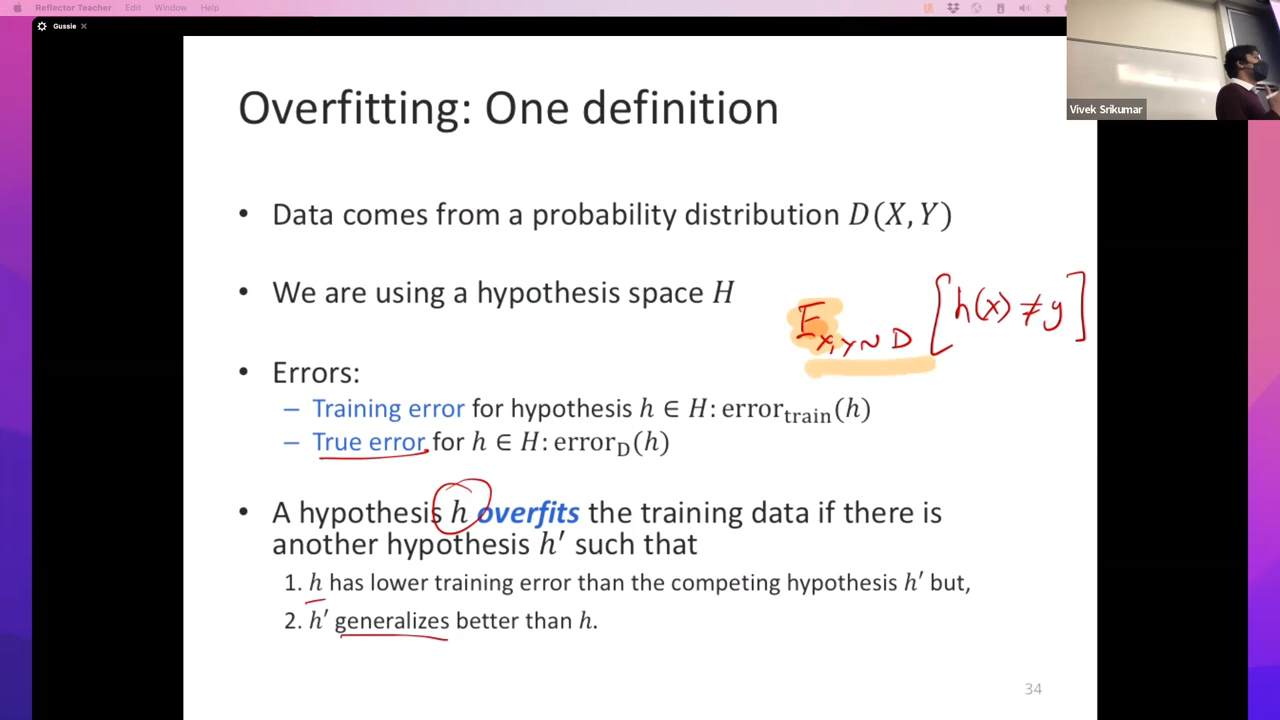 Reflector Teacher Edit Window Help
Gussie
Vivek Srikumar
Overfitting: One definition
• Data comes from a probability distribution D(X, Y)
• We are using a hypothesis space H
E_{X,Y∼D} [h(x) ≠ y]
• Errors:
– Training error for hypothesis h ∈ H: error_train(h)
– True error for h ∈ H: error_D(h)
• A hypothesis h overfits the training data if there is
another hypothesis h′ such that
1. h has lower training error than the competing hypothesis h′ but,
2. h′ generalizes better than h.
34